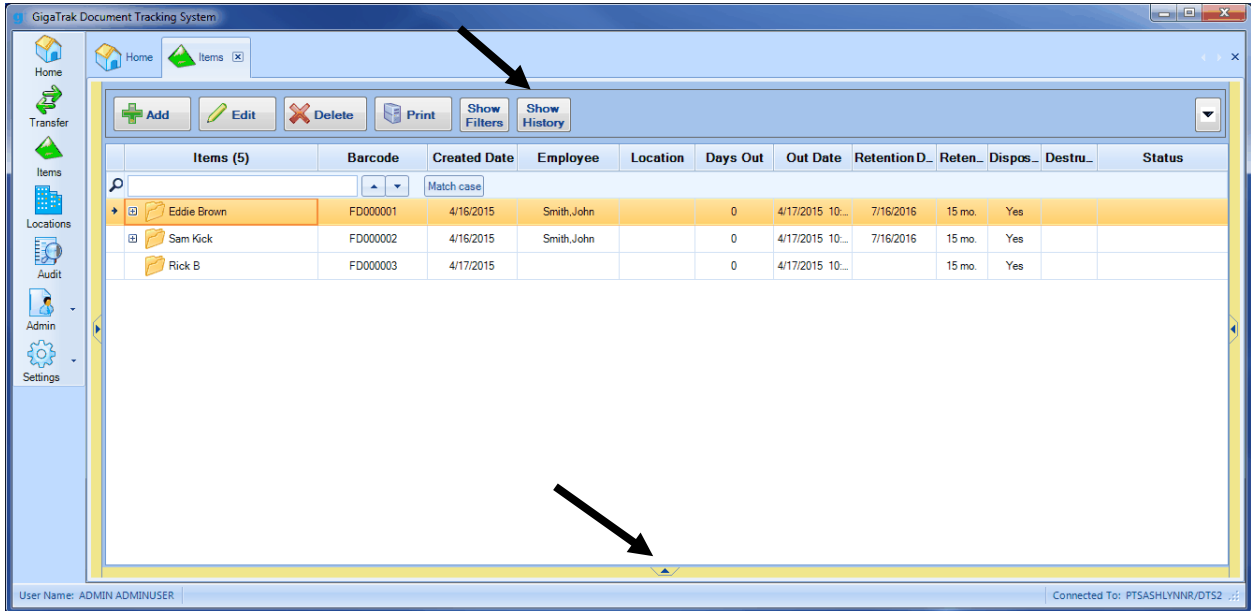 GigaTrak Document Tracking System
Home
Transfer
Items
Locations
Audit
Admin
Settings
Home Items
Add Edit Delete Print Show Filters Show History
Items (5) Barcode Created Date Employee Location Days Out Out Date Retention D... Reten... Dispos... Destru... Status
Match case
Eddie Brown FD000001 4/16/2015 Smith,John 0 4/17/2015 10:... 7/16/2016 15 mo. Yes
Sam Kick FD000002 4/16/2015 Smith,John 0 4/17/2015 10:... 7/16/2016 15 mo. Yes
Rick B FD000003 4/17/2015 0 4/17/2015 10:... 15 mo. Yes
User Name: ADMIN ADMINUSER Connected To: PTSASHLYNNR/DTS2